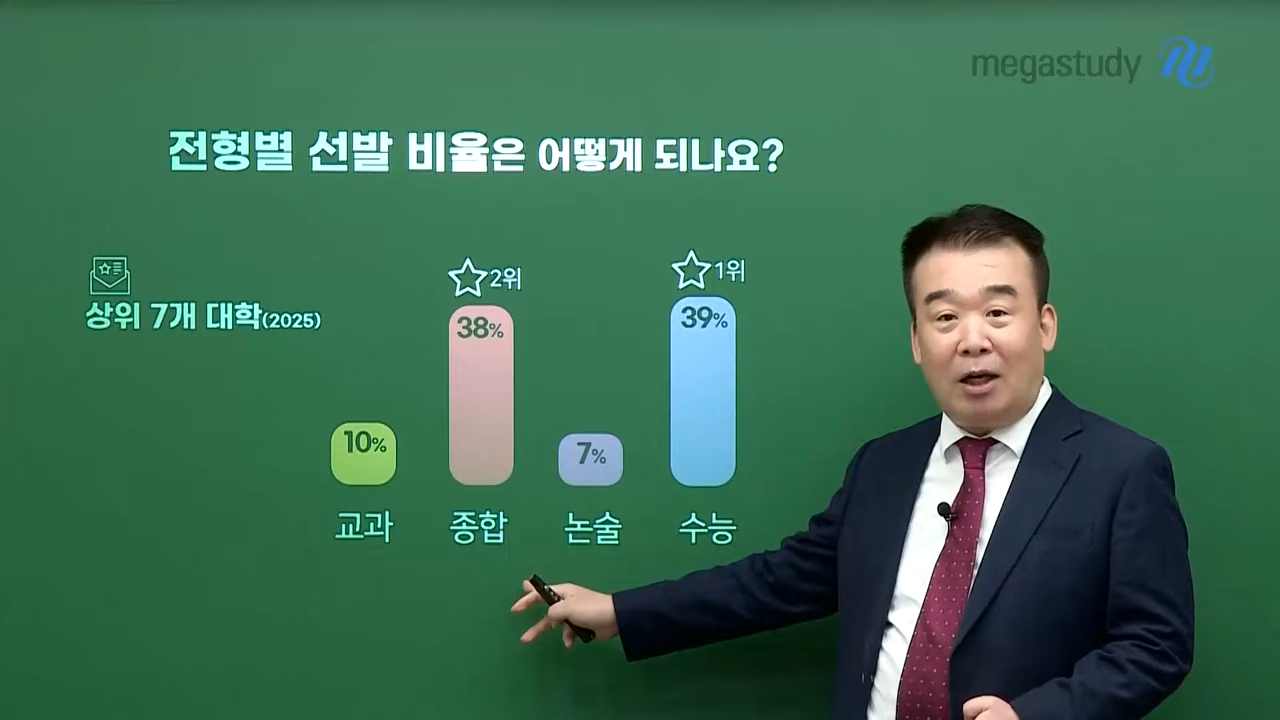 megastudy
전형별 선발 비율은 어떻게 되나요?
상위 7개 대학(2025)
2위
1위
10%
38%
7%
39%
교과
종합
논술
수능